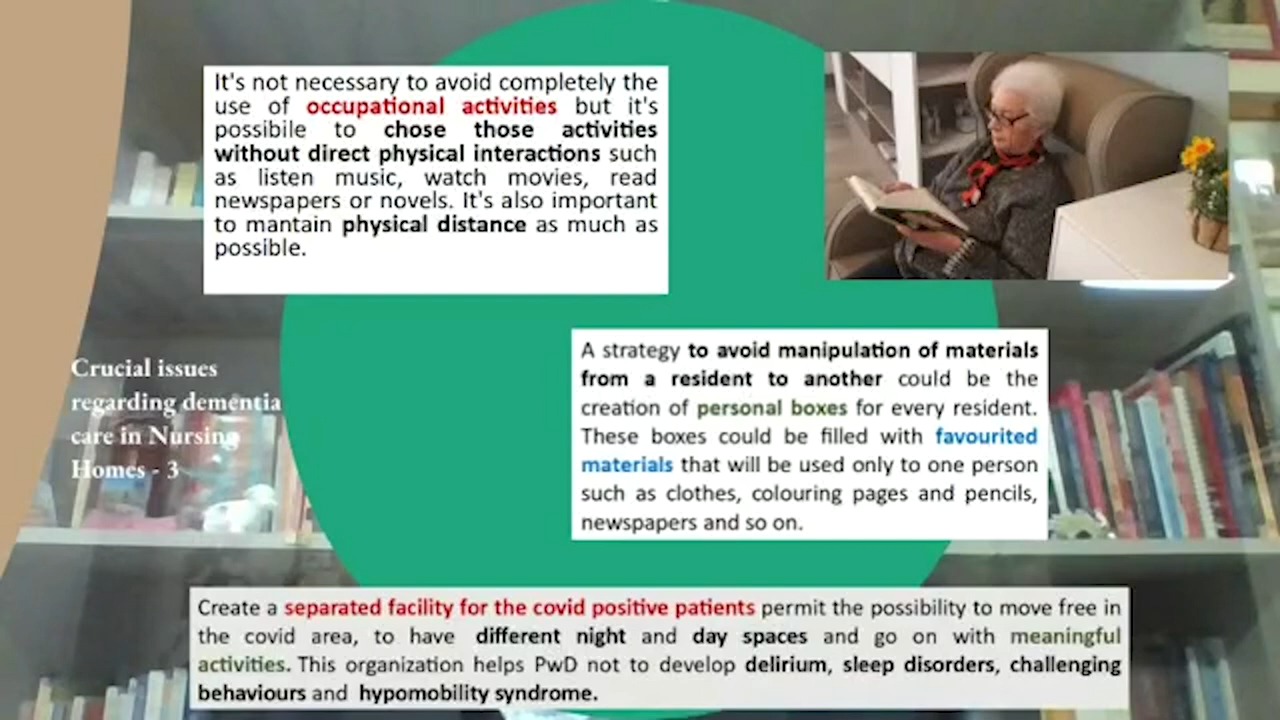 It's not necessary to avoid completely the
use of occupational activities but it's
possibile to chose those activities
without direct physical interactions such
as listen music, watch movies, read
newspapers or novels. It's also important
to mantain physical distance as much as
possible.
Crucial issues
regarding dementia
care in Nursing
Homes - 3
A strategy to avoid manipulation of materials
from a resident to another could be the
creation of personal boxes for every resident.
These boxes could be filled with favourited
materials that will be used only to one person
such as clothes, colouring pages and pencils,
newspapers and so on.
Create a separated facility for the covid positive patients permit the possibility to move free in
the covid area, to have different night and day spaces and go on with meaningful
activities. This organization helps PwD not to develop delirium, sleep disorders, challenging
behaviours and hypomobility syndrome.